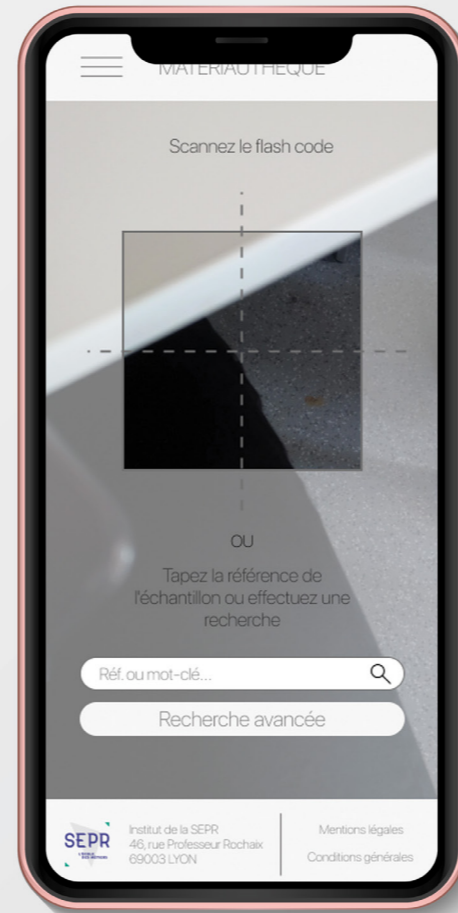 MATÉRIAUTHÈQUE
Scannez le flash code
OU
Tapez la référence de
l'échantillon ou effectuez une
recherche
Réf. ou mot-clé...
Recherche avancée
SEPR
Institut de la SEPR
46, rue Professeur Rochaix
69003 LYON
Mentions légales
Conditions générales